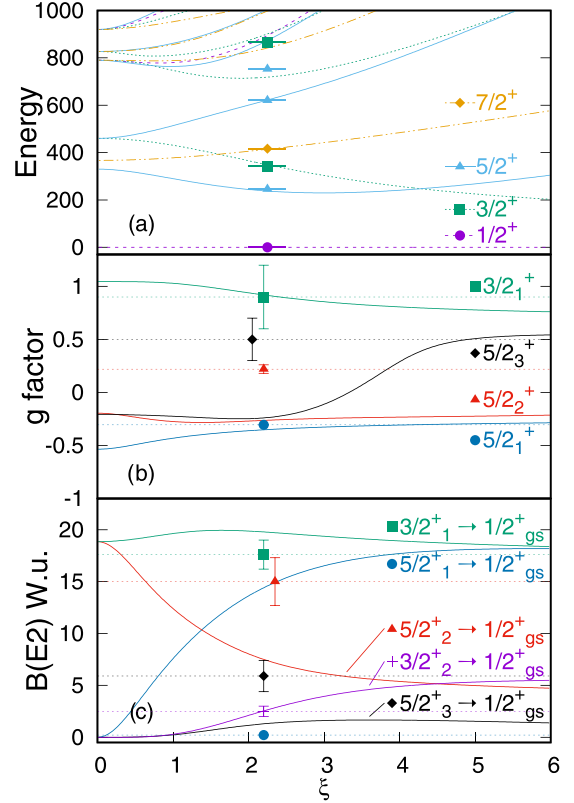 1000
800
600
400
200
0
Energy
(a)
7/2⁺
5/2⁺
3/2⁺
1/2⁺
1
0.5
0
-0.5
-1
g factor
(b)
3/2₁⁺
5/2₃⁺
5/2₂⁺
5/2₁⁺
20
15
10
5
0
B(E2) W.u.
(c)
3/2⁺₁ → 1/2⁺gs
5/2⁺₁ → 1/2⁺gs
5/2⁺₂ → 1/2⁺gs
3/2⁺₂ → 1/2⁺gs
5/2⁺₃ → 1/2⁺gs
0 1 2 3 4 5 6
ξ